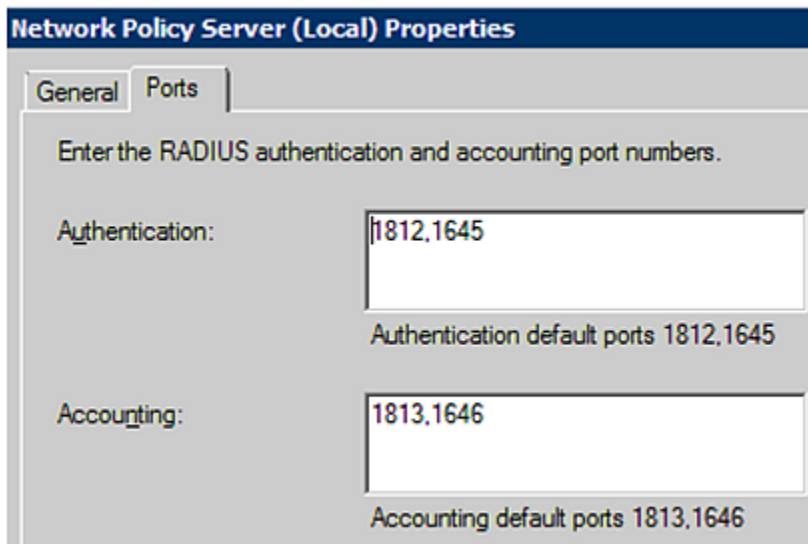 Network Policy Server (Local) Properties
General Ports
Enter the RADIUS authentication and accounting port numbers.
Authentication: 1812,1645
Authentication default ports 1812,1645
Accounting: 1813,1646
Accounting default ports 1813,1646